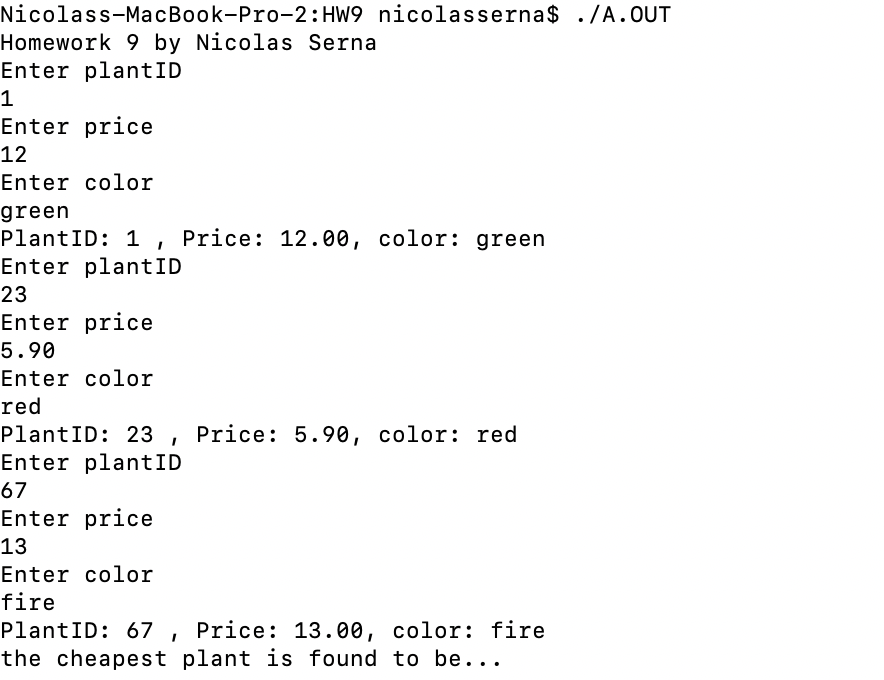 Nicolass-MacBook-Pro-2:HW9 nicolasserna$ ./A.OUT
Homework 9 by Nicolas Serna
Enter plantID
1
Enter price
12
Enter color
green
PlantID: 1 , Price: 12.00, color: green
Enter plantID
23
Enter price
5.90
Enter color
red
PlantID: 23 , Price: 5.90, color: red
Enter plantID
67
Enter price
13
Enter color
fire
PlantID: 67 , Price: 13.00, color: fire
the cheapest plant is found to be...